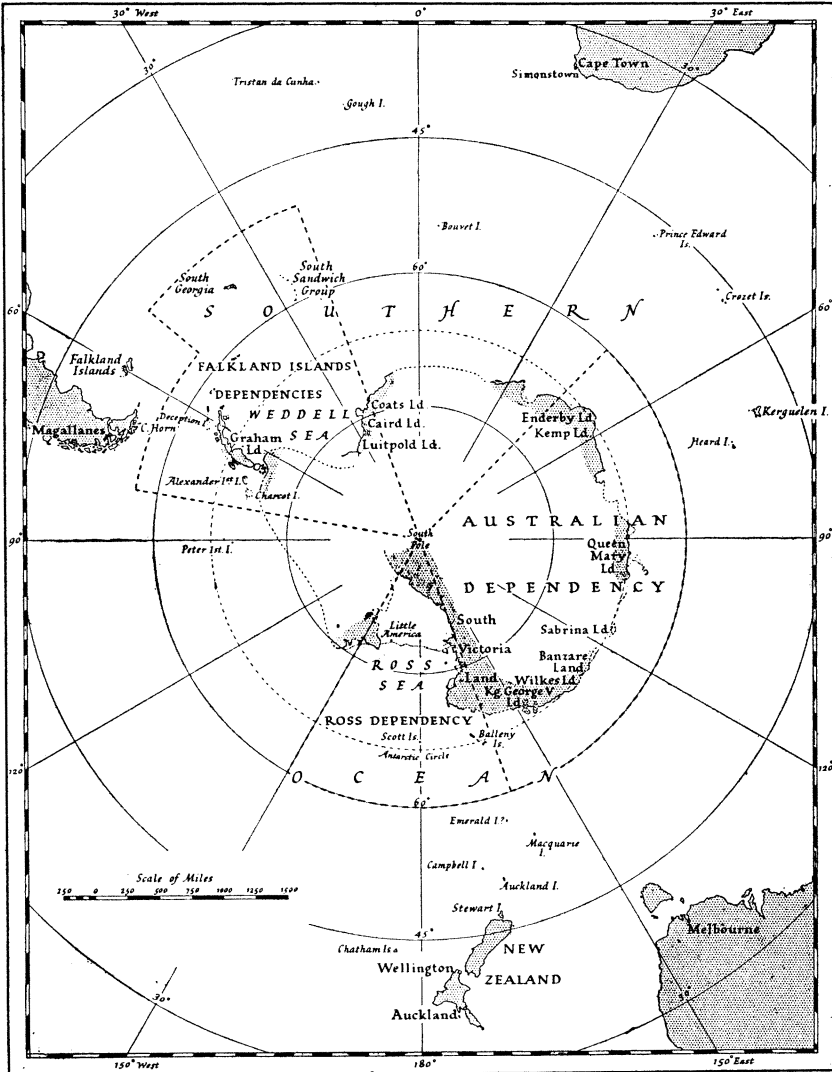 30° West
0°
30° East
30°
30°
Tristan da Cunha
Gough I.
Simonstown
Cape Town
45°
Bouvet I.
Prince Edward
Is.
60°
South
Georgia
South
Sandwich
Group
Crozet Is.
60°
60°
S O U T H E R N
Falkland
Islands
FALKLAND ISLANDS
DEPENDENCIES
WEDDELL
SEA
Coats Ld
Caird Ld.
Luitpold Ld.
Enderby Ld.
Kemp Ld.
Kerguelen I.
Heard I.
Magallanes
C. Horn
Deception I.
Graham
Ld
Alexander 1st I.
Charcot I.
90°
90°
Peter 1st I.
South
Pole
AUSTRALIAN
DEPENDENCY
Queen
Mary
Ld.
Little
America
South
Victoria
Land
Sabrina Ld.
Banzare
Land
Wilkes Ld.
Kg George V
Ld.
ROSS
SEA
ROSS DEPENDENCY
Scott Is.
Balleny
Is.
Antarctic Circle
120°
120°
O C E A N
60°
Emerald I?
Macquarie
I.
Campbell I
Auckland I.
Stewart I.
Scale of Miles
250 0 250 500 750 1000 1250 1500
45°
Chatham Is.
NEW
ZEALAND
Wellington
Auckland
Melbourne
30°
30°
150° West
180°
150° East